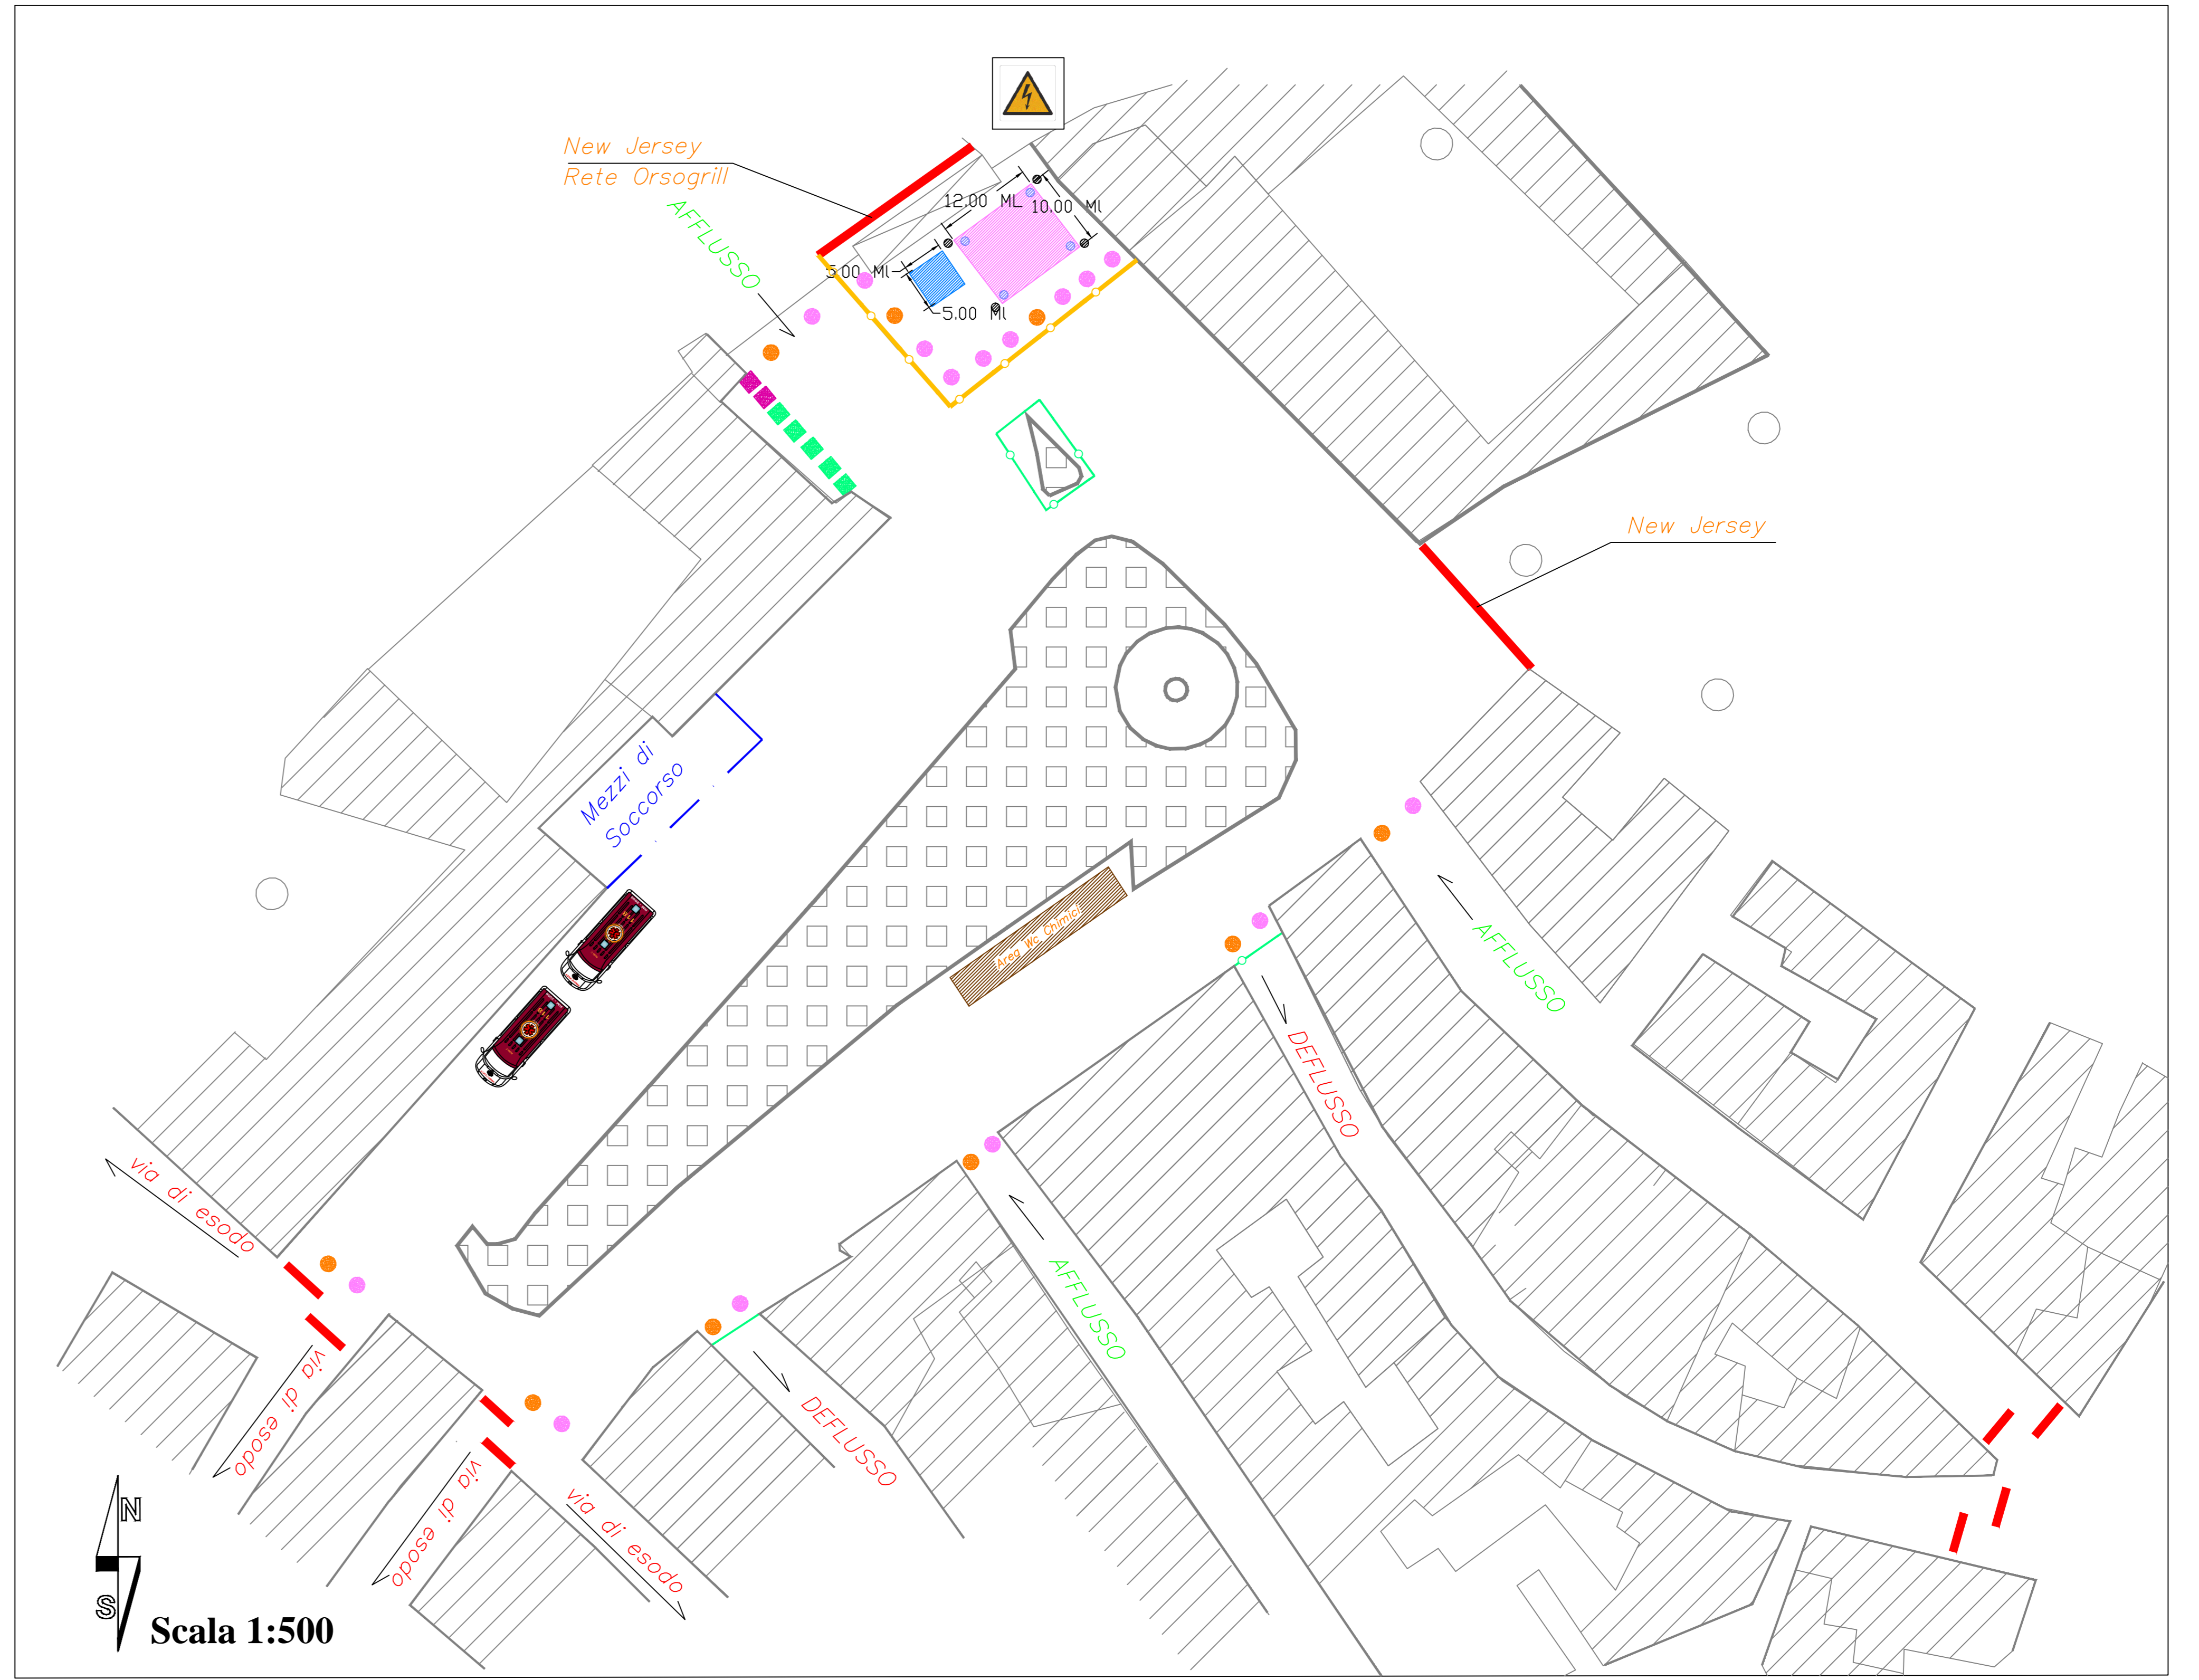 New Jersey
Rete Orsogrill
AFFLUSSO
12.00 ML
10.00 Ml
5.00 Ml
5.00 Ml
New Jersey
Mezzi di
Soccorso
Area Wc Chimici
AFFLUSSO
DEFLUSSO
via di esodo
AFFLUSSO
via di esodo
DEFLUSSO
via di esodo
via di esodo
N
S
Scala 1:500